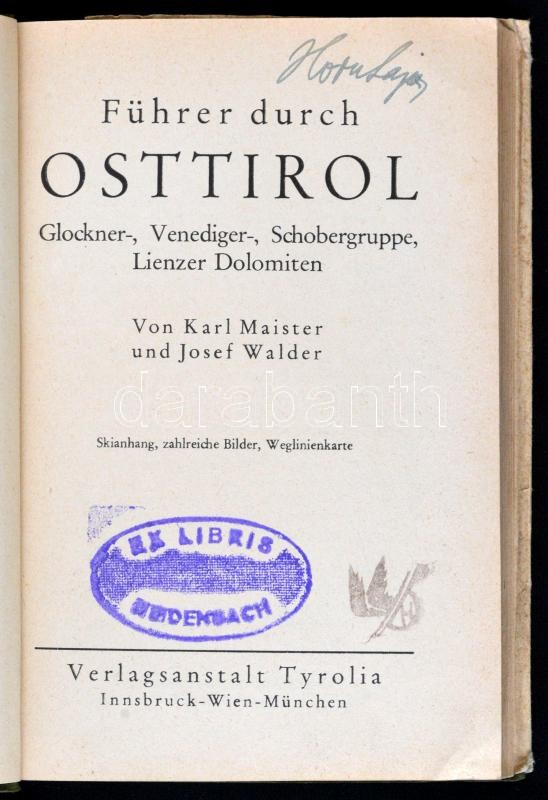 Führer durch
OSTTIROL
Glockner-, Venediger-, Schobergruppe,
Lienzer Dolomiten
Von Karl Maister
und Josef Walder
darabanth
Skianhang, zahlreiche Bilder, Weglinienkarte
EX LIBRIS
Verlagsanstalt Tyrolia
Innsbruck-Wien-München